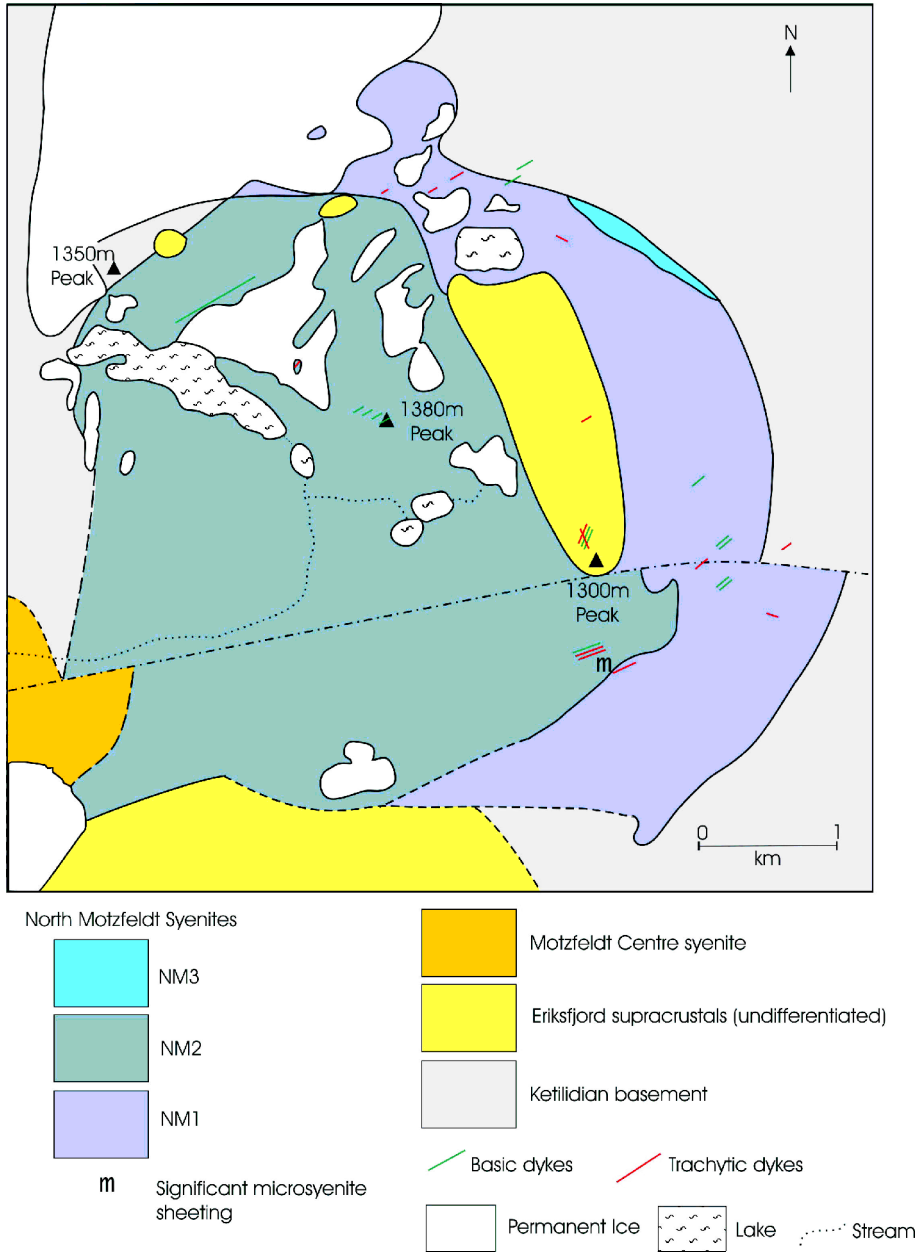 N
1350m
Peak
1380m
Peak
1300m
Peak
m
0 1
km
North Motzfeldt Syenites
NM3
NM2
NM1
m Significant microsyenite
sheeting
Motzfeldt Centre syenite
Eriksfjord supracrustals (undifferentiated)
Ketilidian basement
Basic dykes
Trachytic dykes
Permanent Ice
Lake
Stream